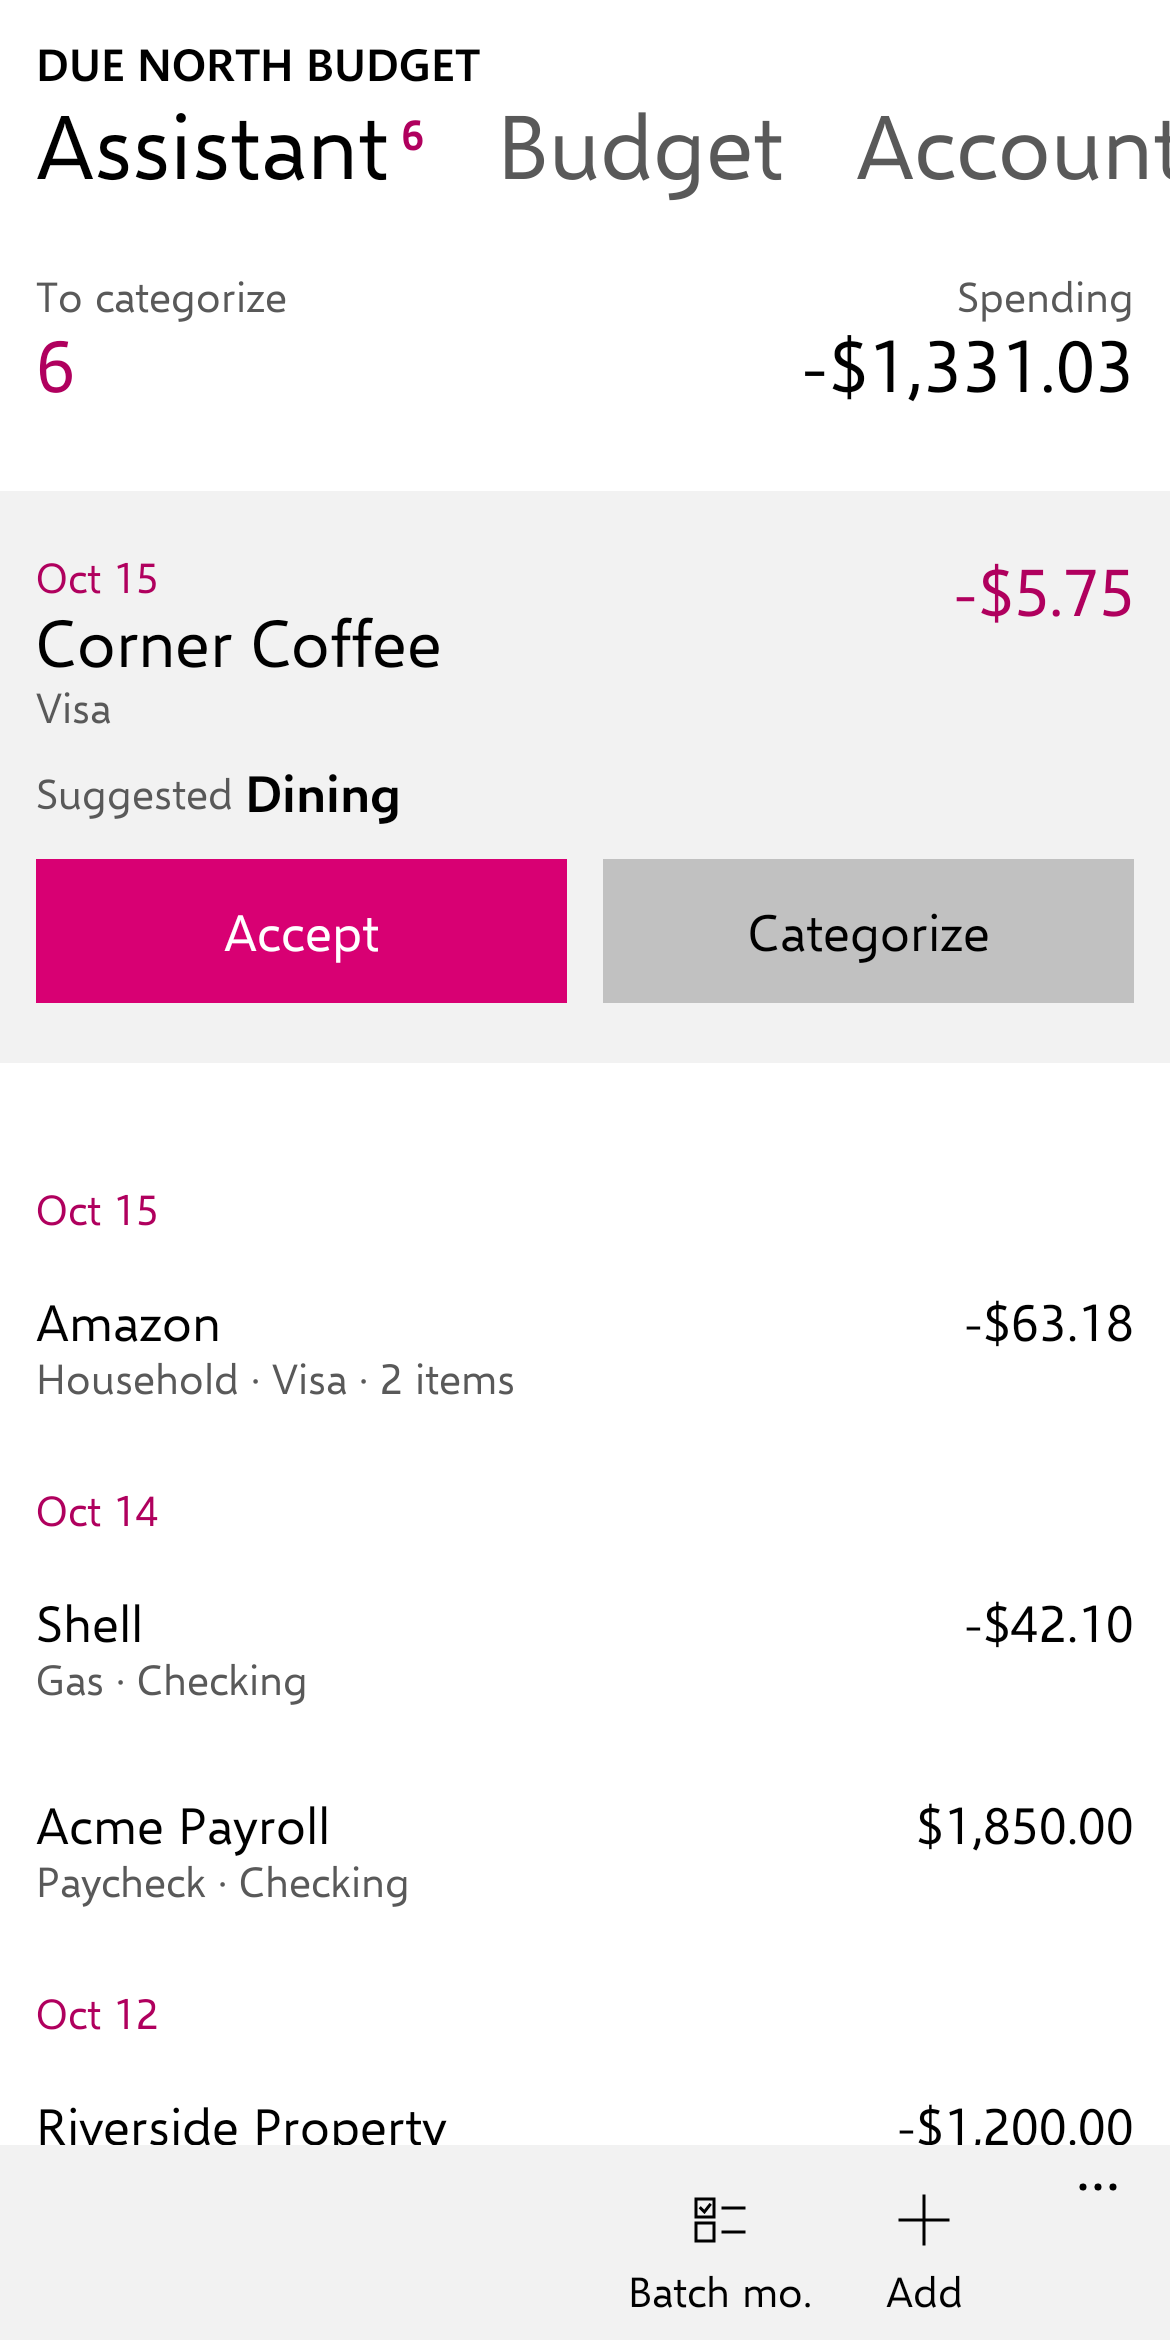 DUE NORTH BUDGET
Assistant 6 Budget Account
To categorize Spending
6 -$1,331.03
Oct 15 -$5.75
Corner Coffee
Visa
Suggested Dining
Accept Categorize
Oct 15
Amazon -$63.18
Household · Visa · 2 items
Oct 14
Shell -$42.10
Gas · Checking
Acme Payroll $1,850.00
Paycheck · Checking
Oct 12
Riverside Property -$1,200.00
Batch mo. Add